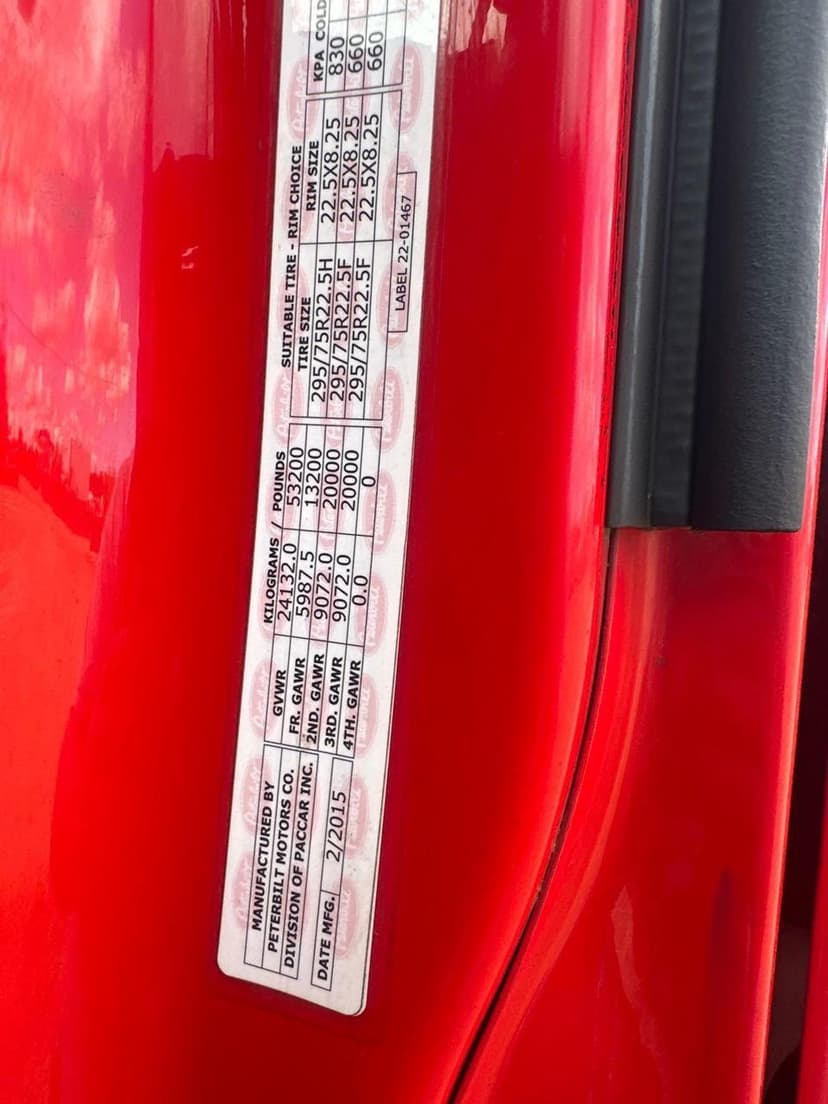 MANUFACTURED BY
PETERBILT MOTORS CO.
DIVISION OF PACCAR INC.
DATE MFG. 2/2015
KILOGRAMS / POUNDS
GVWR 24132.0 53200
FR. GAWR 5987.5 13200
2ND. GAWR 9072.0 20000
3RD. GAWR 9072.0 20000
4TH. GAWR 0.0 0
SUITABLE TIRE - RIM CHOICE
TIRE SIZE RIM SIZE KPA COLD
295/75R22.5H 22.5X8.25 830
295/75R22.5F 22.5X8.25 660
295/75R22.5F 22.5X8.25 660
LABEL 22-01467